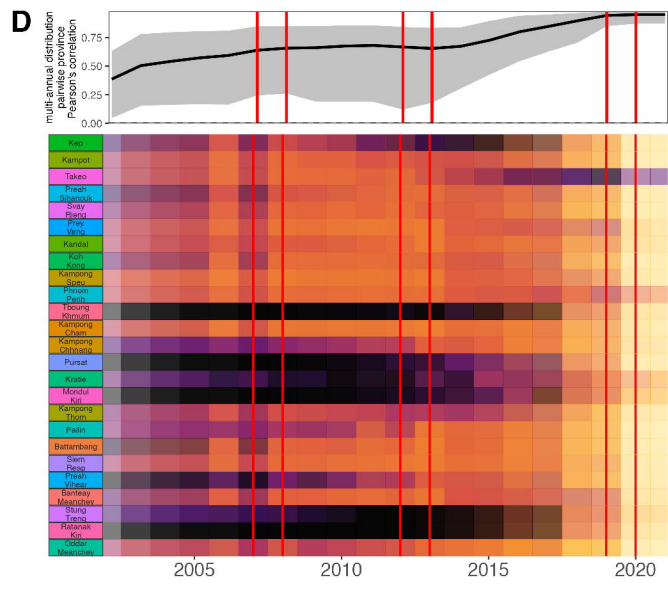 D
multi-annual distribution
pairwise province
Pearson's correlation
0.75
0.50
0.25
0.00
Kep
Kampot
Takeo
Preah
Sihanouk
Svay
Rieng
Prey
Veng
Kandal
Koh
Kong
Kampong
Speu
Phnom
Penh
Tboung
Khmum
Kampong
Cham
Kampong
Chhnang
Pursat
Kratie
Mondul
Kiri
Kampong
Thom
Pailin
Battambang
Siem
Reap
Preah
Vihear
Banteay
Meanchey
Stung
Treng
Ratanak
Kiri
Oddar
Meanchey
2005
2010
2015
2020